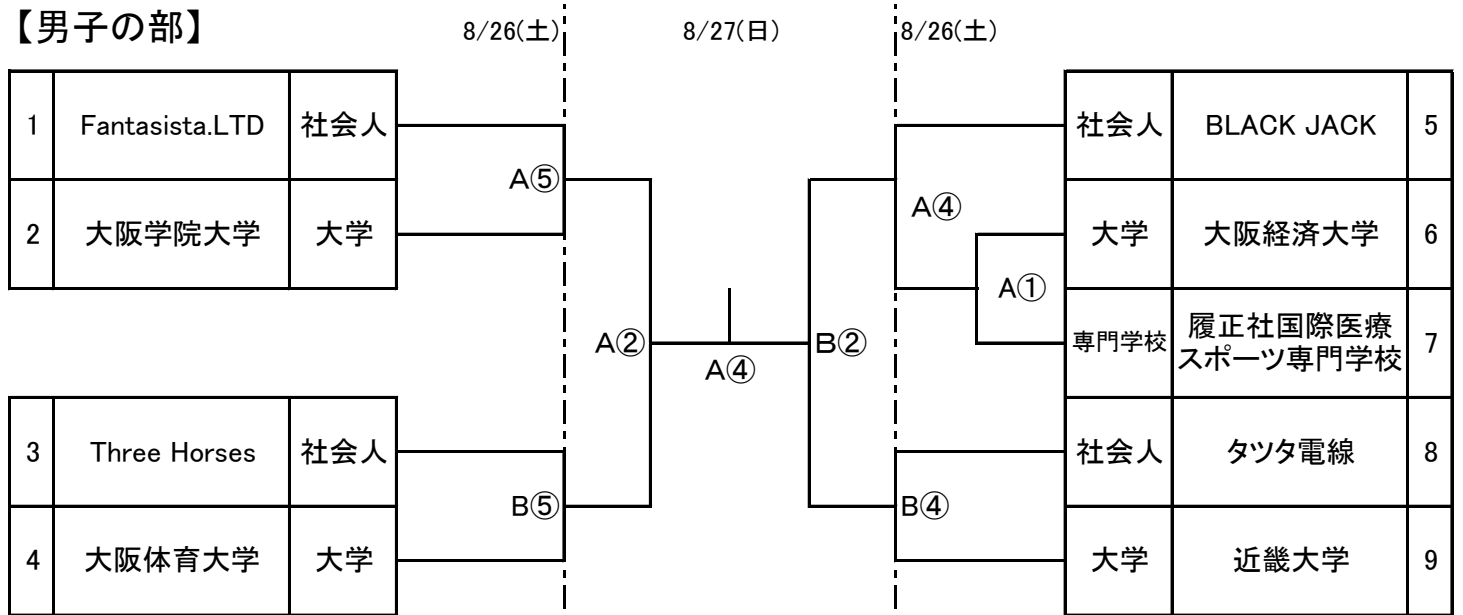 【男子の部】
8/26(土) 8/27(日) 8/26(土)
1 Fantasista.LTD 社会人
2 大阪学院大学 大学
3 Three Horses 社会人
4 大阪体育大学 大学
A⑤
B⑤
A②
A④
B②
A④
A①
B④
社会人 BLACK JACK 5
大学 大阪経済大学 6
専門学校 履正社国際医療
スポーツ専門学校 7
社会人 タツタ電線 8
大学 近畿大学 9